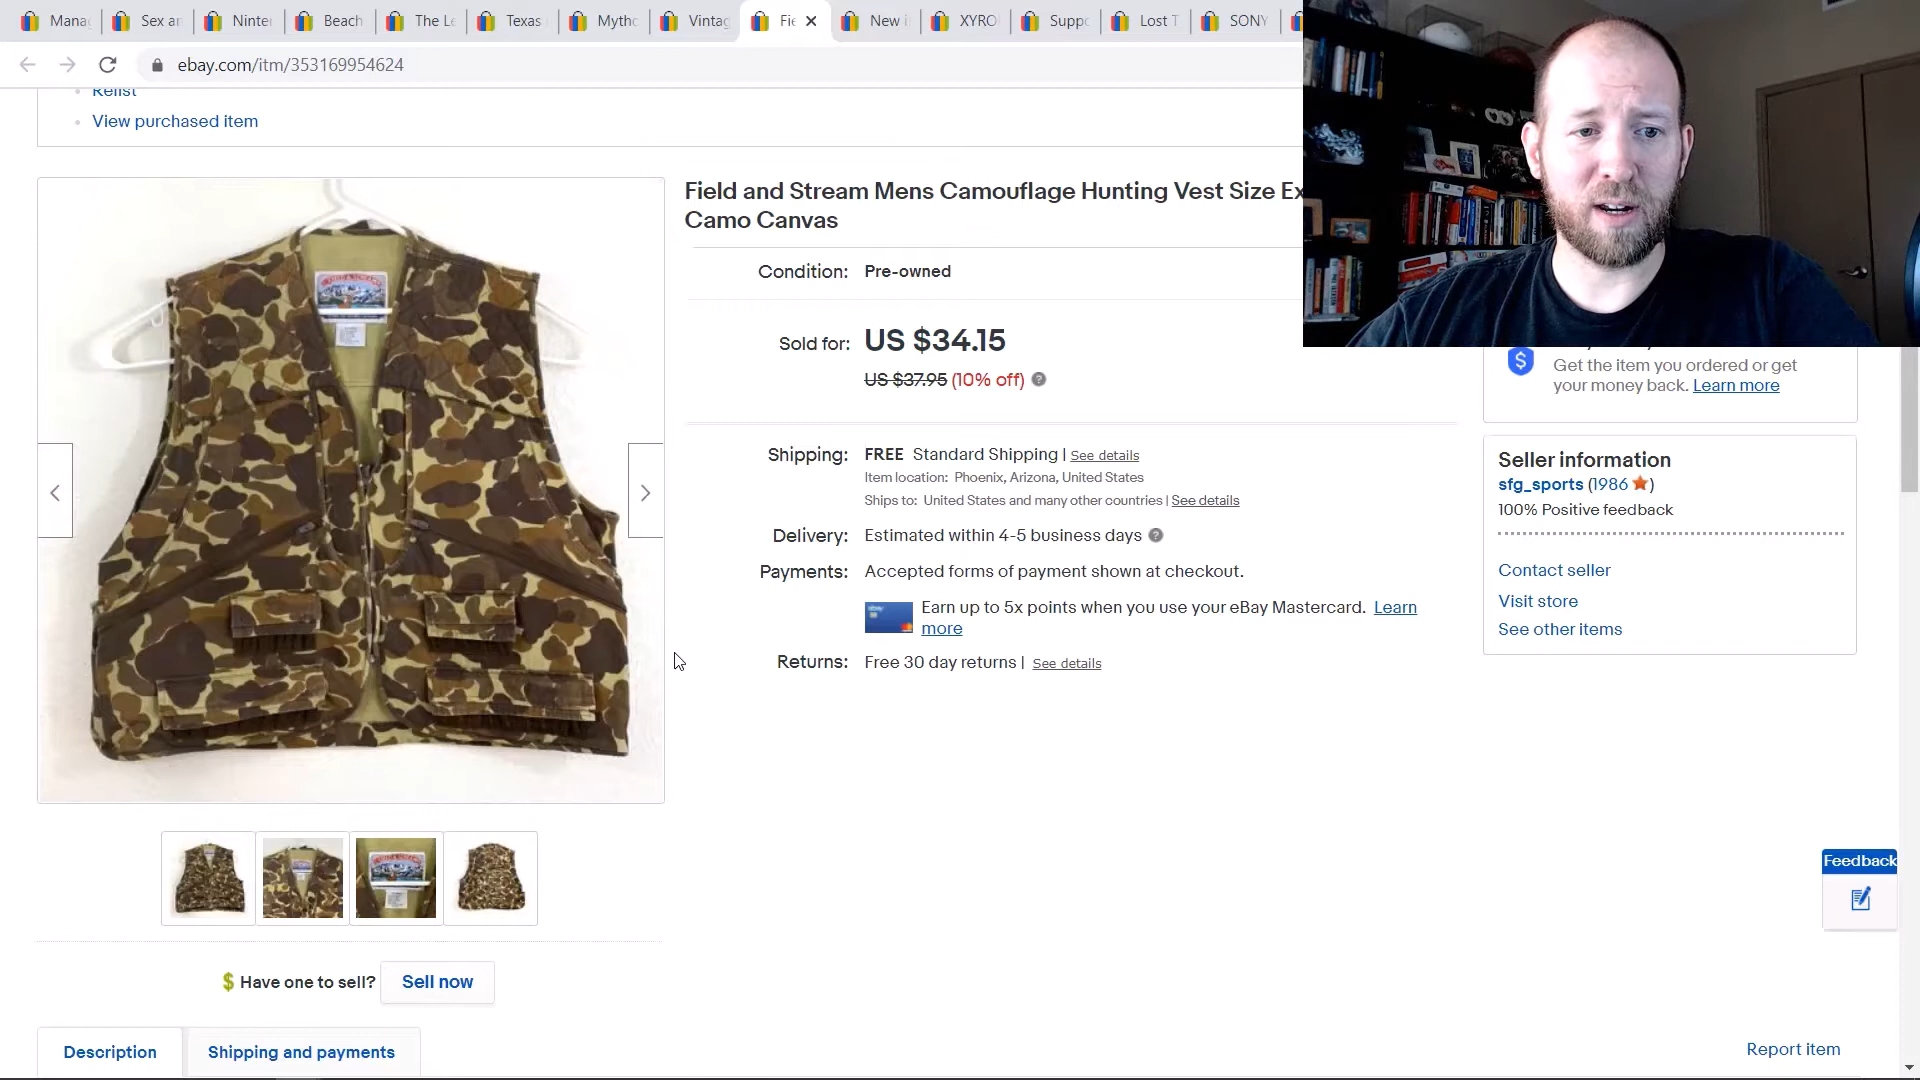 Mana
Sex ar
Ninter
Beach
The Le
Texas
Mytho
Vintag
Fie
New i
XYRO
Suppo
Lost T
SONY
ebay.com/itm/353169954624
Relist
View purchased item
Field and Stream Mens Camouflage Hunting Vest Size Ex
Camo Canvas
Condition: Pre-owned
Sold for: US $34.15
US $37.95 (10% off)
Shipping: FREE Standard Shipping | See details
Item location: Phoenix, Arizona, United States
Ships to: United States and many other countries | See details
Delivery: Estimated within 4-5 business days
Payments: Accepted forms of payment shown at checkout.
Earn up to 5x points when you use your eBay Mastercard. Learn
more
Returns: Free 30 day returns | See details
Get the item you ordered or get
your money back. Learn more
Seller information
sfg_sports (1986)
100% Positive feedback
Contact seller
Visit store
See other items
Feedback
Have one to sell? Sell now
Description
Shipping and payments
Report item